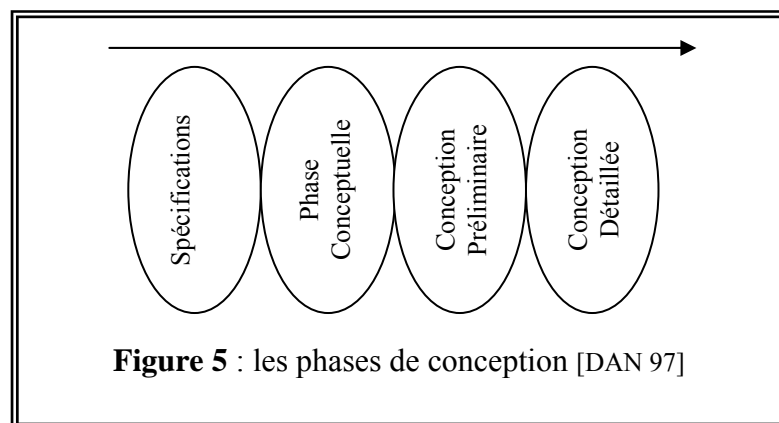 Spécifications
Phase
Conceptuelle
Conception
Préliminaire
Conception
Détaillée
Figure 5 : les phases de conception [DAN 97]